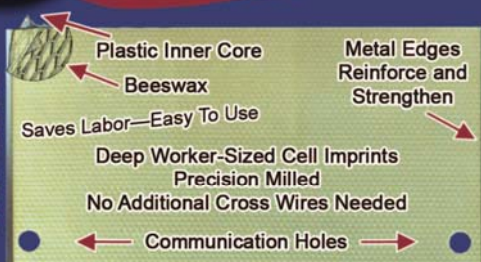 Plastic Inner Core
Beeswax
Metal Edges
Reinforce and
Strengthen
Saves Labor—Easy To Use
Deep Worker-Sized Cell Imprints
Precision Milled
No Additional Cross Wires Needed
Communication Holes